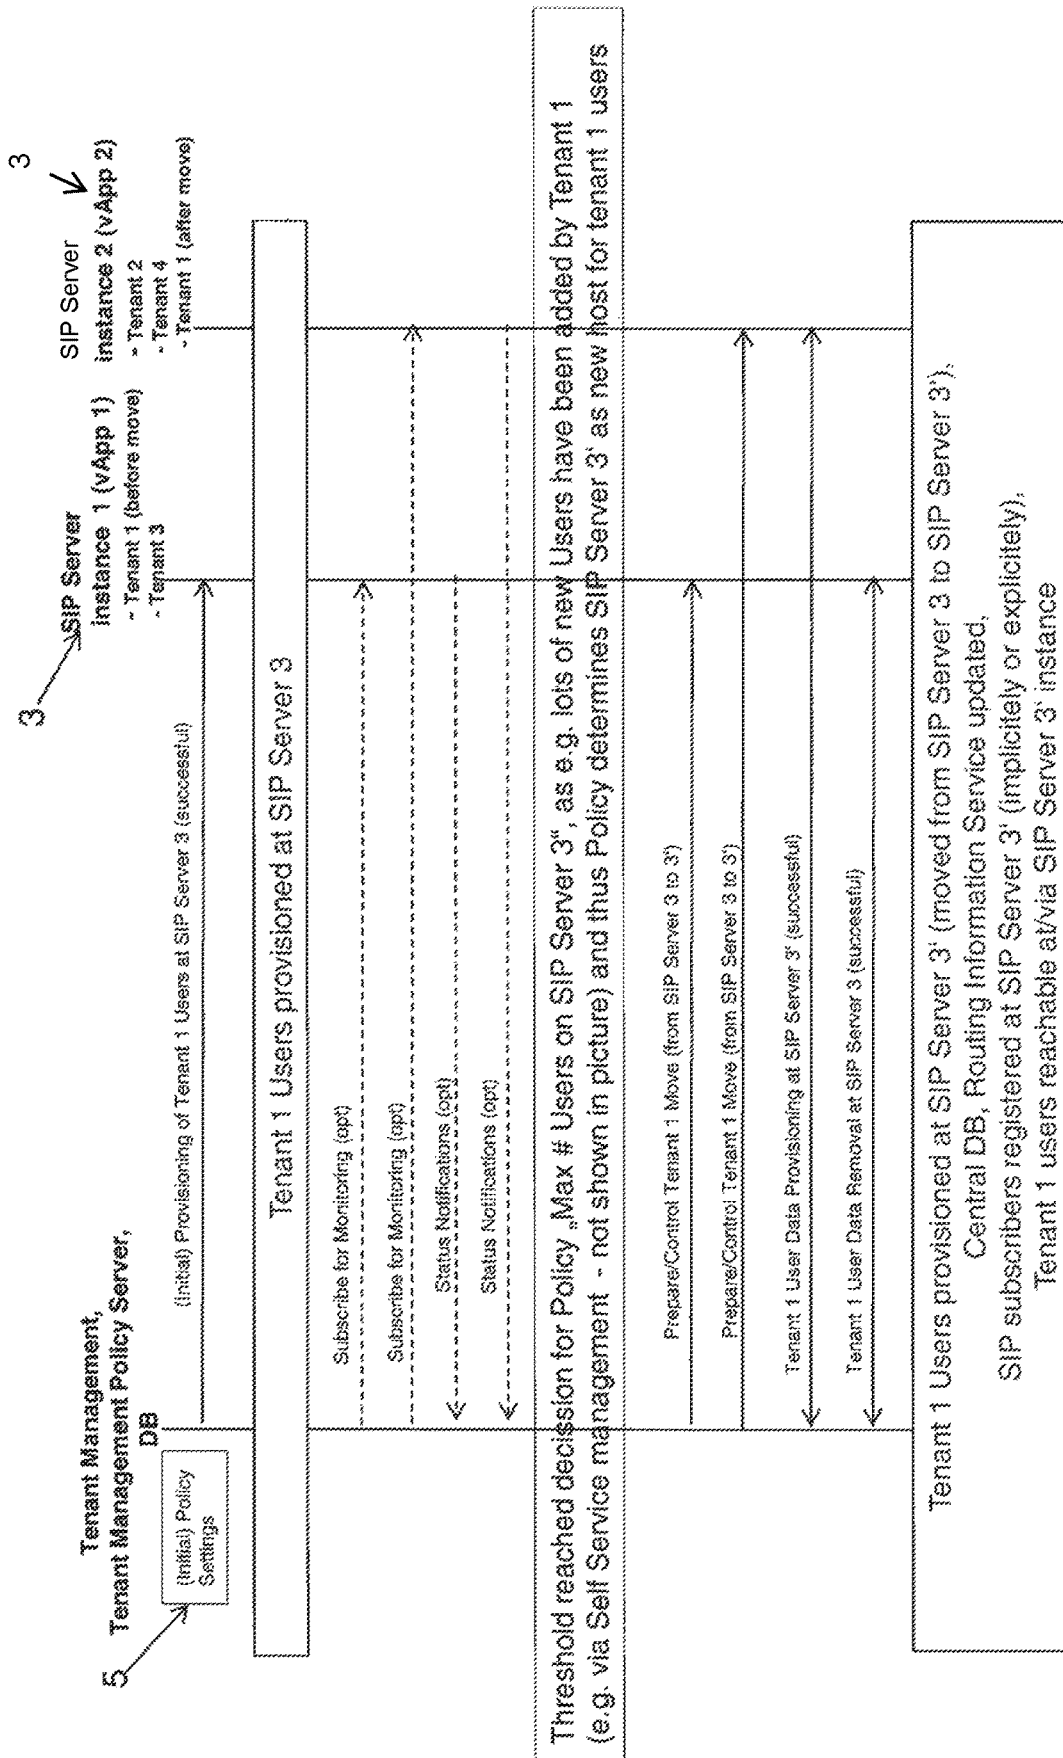 Tenant Management,
Tenant Management Policy Server,
DB
5
(Initial) Policy
Settings
3
SIP Server
instance 1 (vApp 1)
- Tenant 1 (before move)
- Tenant 3
3
SIP Server
instance 2 (vApp 2)
- Tenant 2
- Tenant 4
- Tenant 1 (after move)
(Initial) Provisioning of Tenant 1 Users at SIP Server 3 (successful)
Tenant 1 Users provisioned at SIP Server 3
Subscribe for Monitoring (opt)
Subscribe for Monitoring (opt)
Status Notifications (opt)
Status Notifications (opt)
Threshold reached decission for Policy „Max # Users on SIP Server 3“, as e.g. lots of new Users have been added by Tenant 1
(e.g. via Self Service management - not shown in picture) and thus Policy determines SIP Server 3‘ as new host for tenant 1 users
Prepare/Control Tenant 1 Move (from SIP Server 3 to 3‘)
Prepare/Control Tenant 1 Move (from SIP Server 3 to 3‘)
Tenant 1 User Data Provisioning at SIP Server 3‘ (successful)
Tenant 1 User Data Removal at SIP Server 3 (successful)
Tenant 1 Users provisioned at SIP Server 3‘ (moved from SIP Server 3 to SIP Server 3‘),
Central DB, Routing Information Service updated,
SIP subscribers registered at SIP Server 3‘ (implicitely or explicitely),
Tenant 1 users reachable at/via SIP Server 3‘ instance